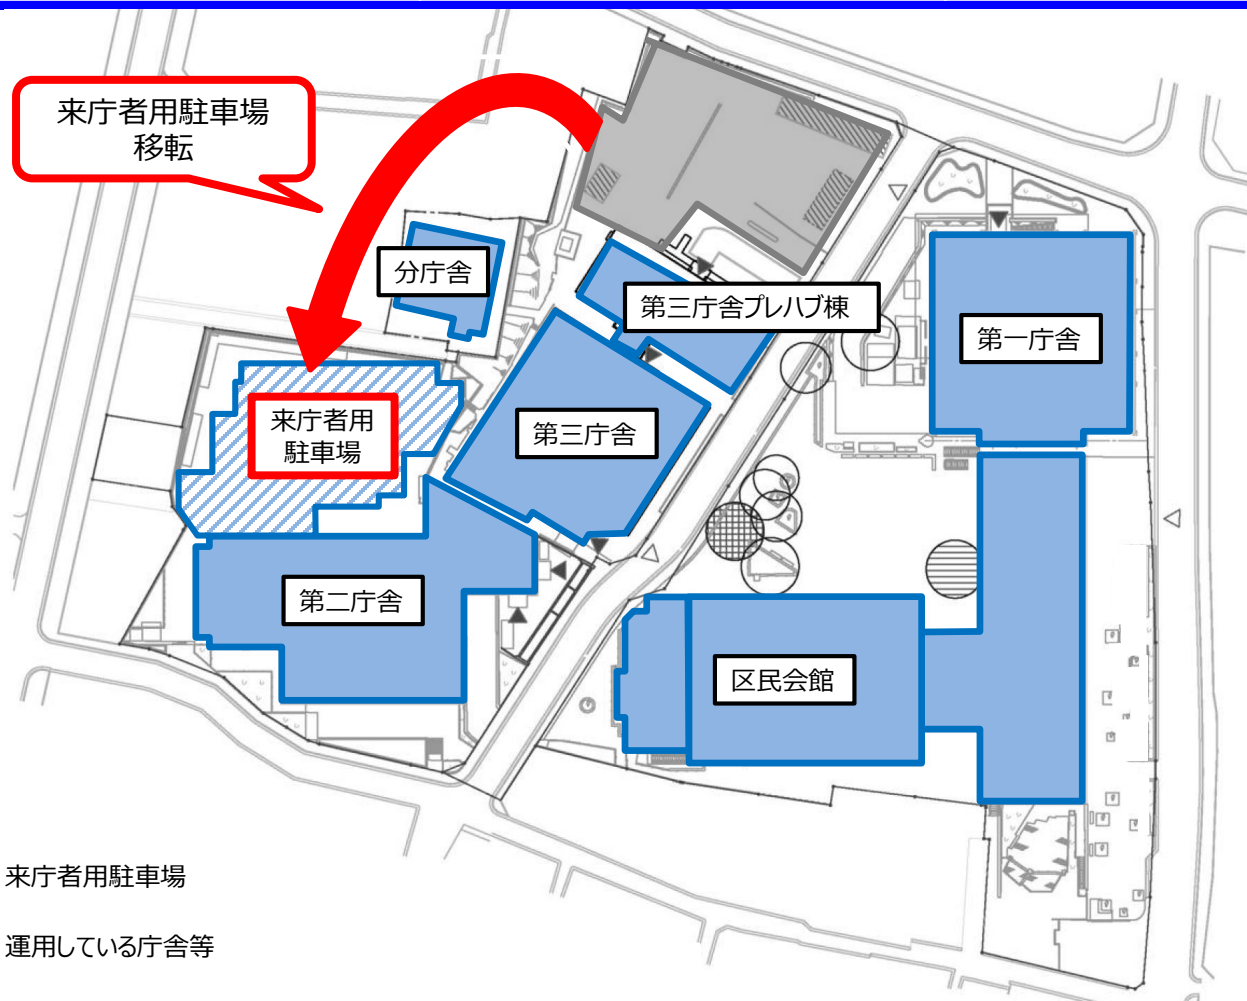 来庁者用駐車場
移転
分庁舎
第三庁舎プレハブ棟
第一庁舎
来庁者用
駐車場
第三庁舎
第二庁舎
区民会館
来庁者用駐車場
運用している庁舎等